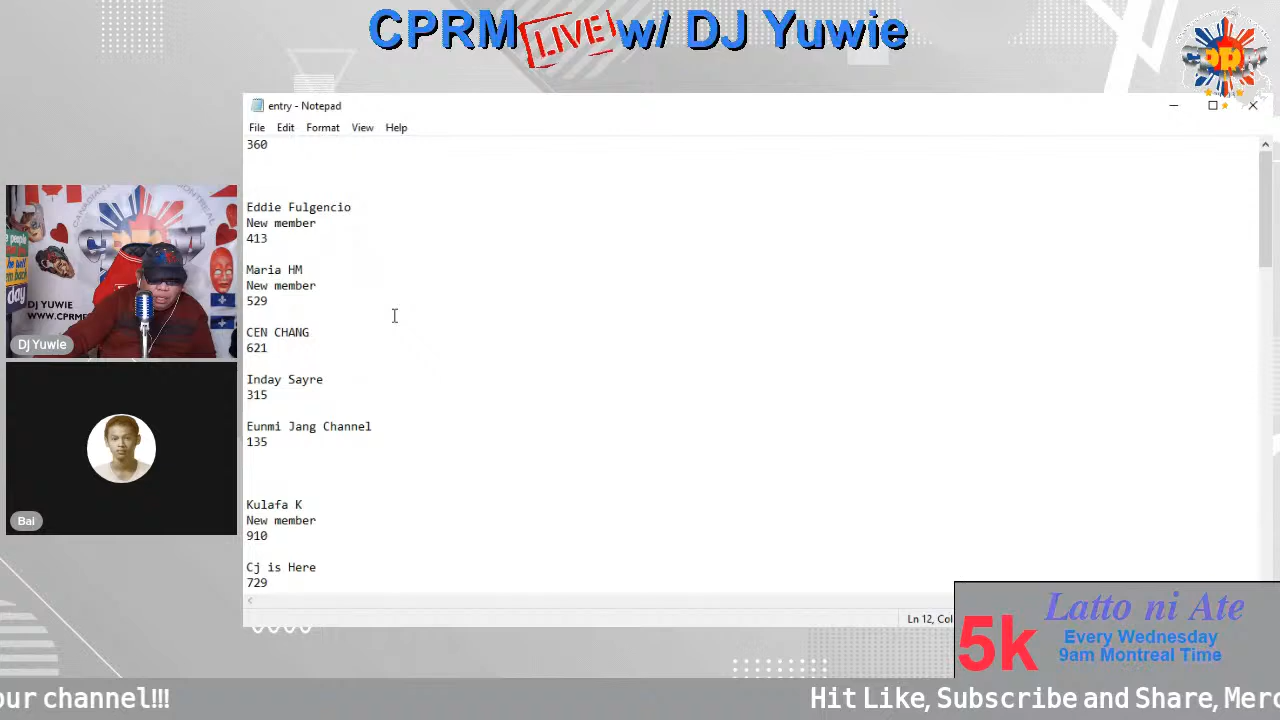 CPRM LIVE w/ DJ Yuwie
entry - Notepad
File Edit Format View Help
360
Eddie Fulgencio
New member
413
Maria HM
New member
529
CEN CHANG
621
Inday Sayre
315
Eunmi Jang Channel
135
Kulafa K
New member
910
Cj is Here
729
Ln 12, Col
DJ YUWIE
DJ Yuwie
Bai
5k
Latto ni Ate
Every Wednesday
9am Montreal Time
our channel!!! Hit Like, Subscribe and Share, Merc